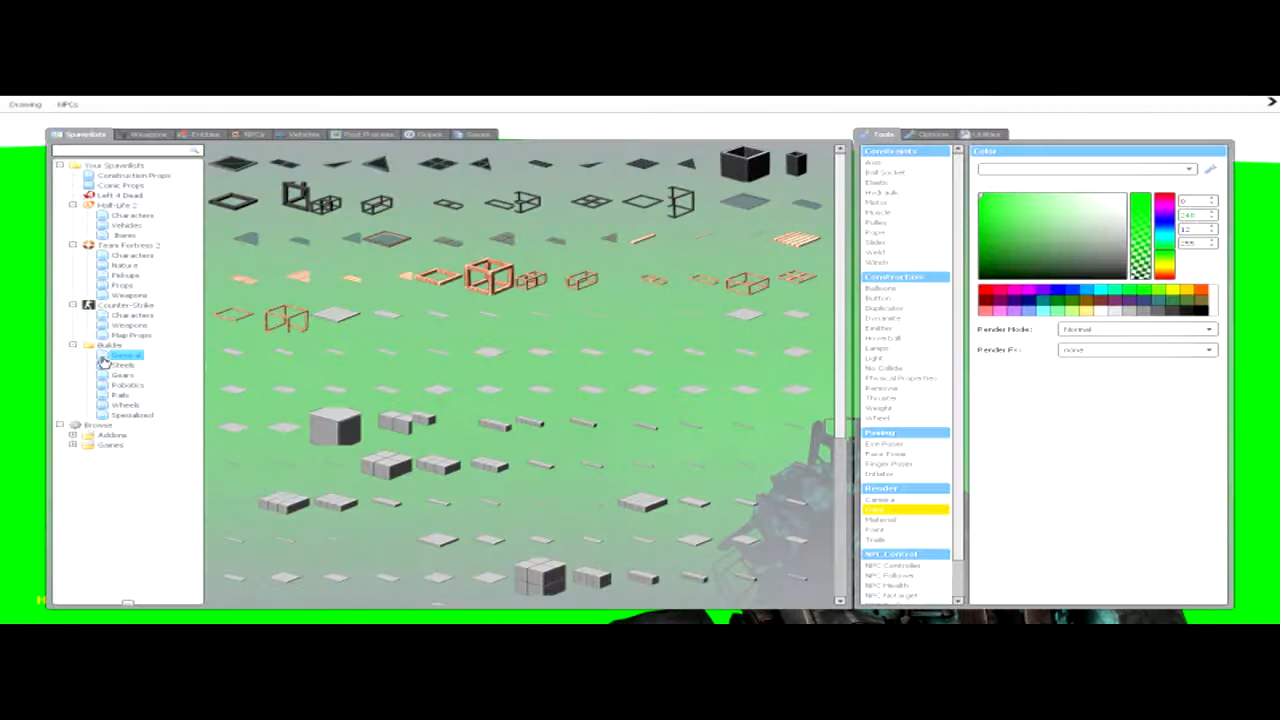 Drawing NPCs
Spawnlists Weapons Entities NPCs Vehicles Post Process Dupes Saves
Your Spawnlists
Construction Props
Comic Props
Left 4 Dead
Half-Life 2
Characters
Vehicles
Items
Team Fortress 2
Characters
Nature
Pickups
Props
Weapons
Counter-Strike
Characters
Weapons
Map Props
Builder
General
Steels
Gears
Robotics
Rails
Wheels
Specialized
Browse
Addons
Games
Tools Options Utilities
Constraints
Axis
Ball Socket
Elastic
Hydraulic
Motor
Muscle
Pulley
Rope
Slider
Weld
Winch
Construction
Balloons
Button
Duplicator
Dynamite
Emitter
Hoverball
Lamps
Light
No Collide
Physical Properties
Remover
Thruster
Weight
Wheel
Posing
Eye Poser
Face Poser
Finger Poser
Inflator
Render
Camera
Color
Material
Paint
Trails
NPC Control
NPC Controller
NPC Follower
NPC Health
NPC Notarget
Color
0
12
255
Render Mode: Normal
Render Fx: none